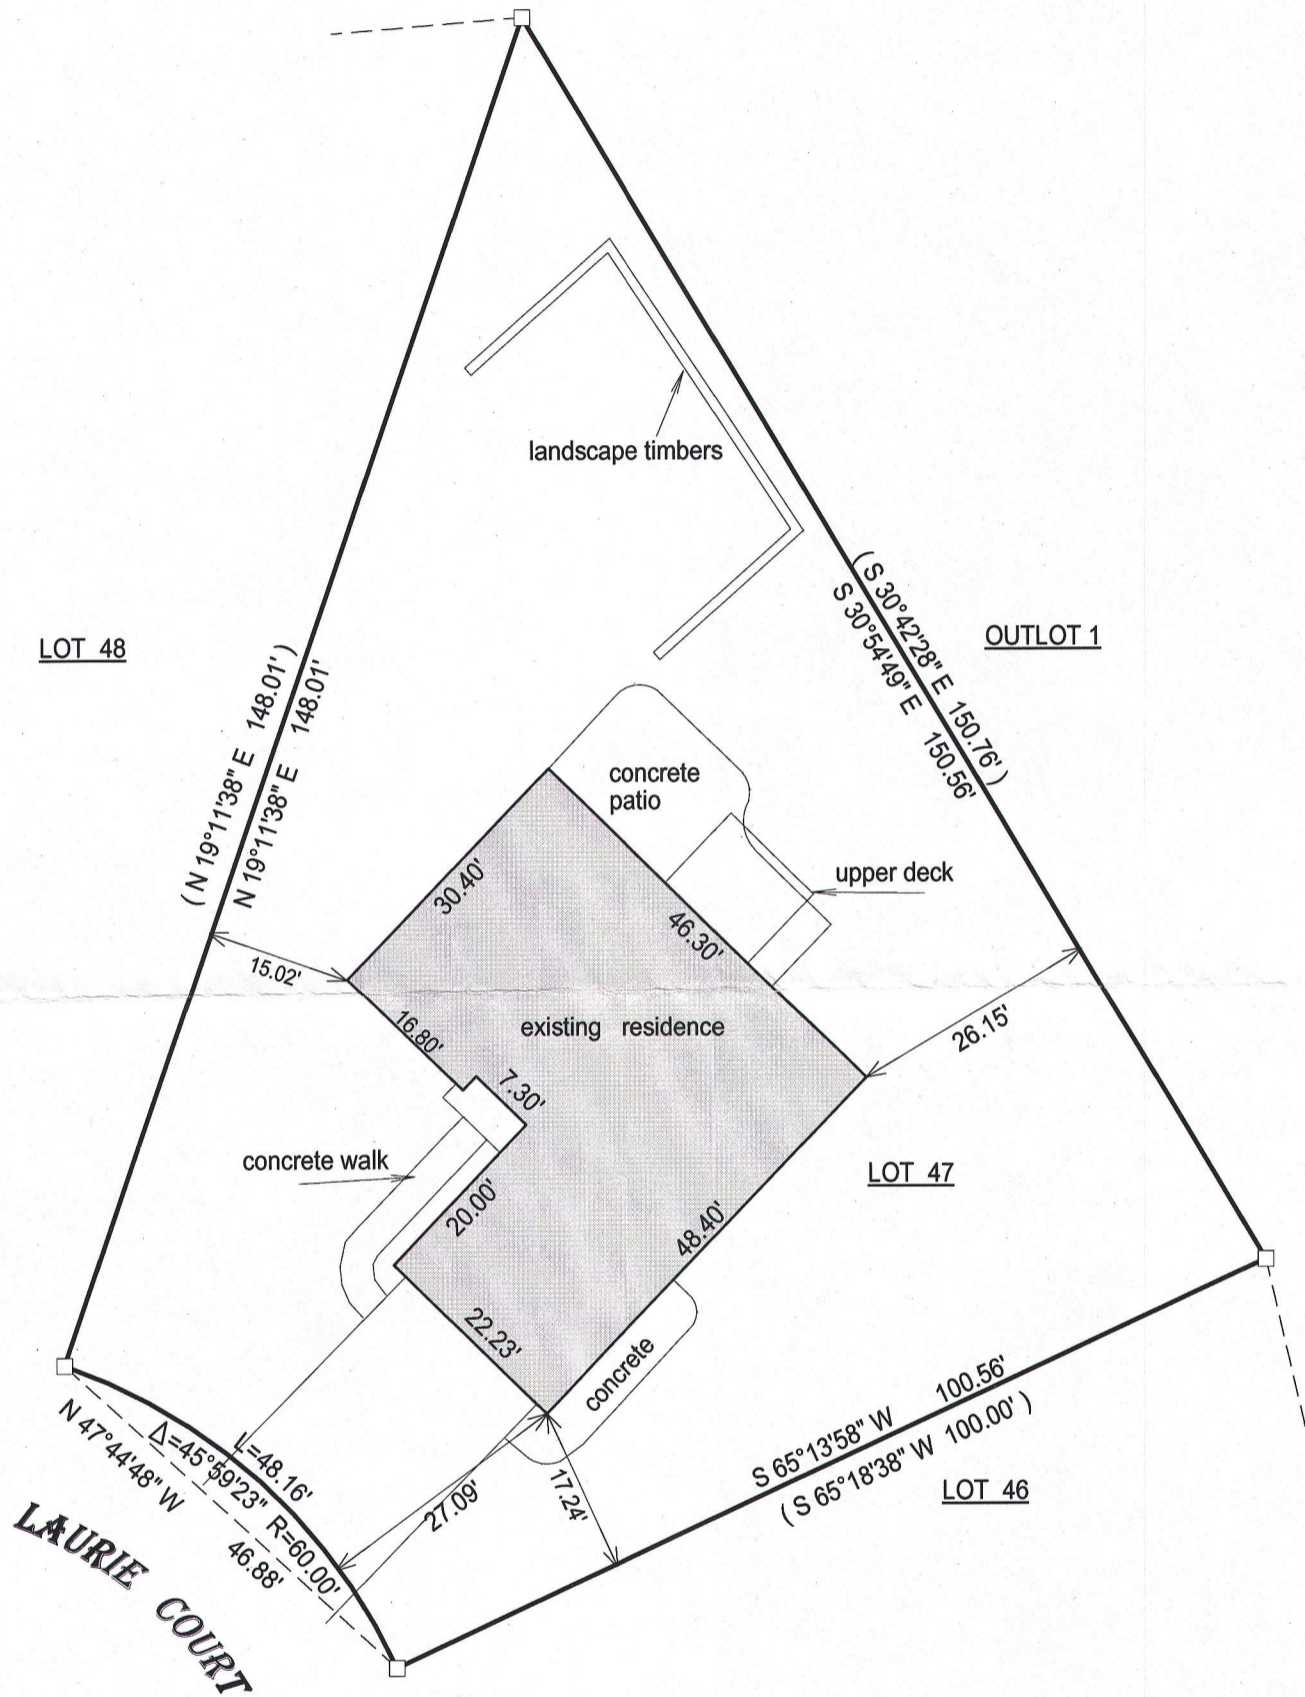 landscape timbers
( S 30°42'28" E 150.76' )
S 30°54'49" E 150.56'
OUTLOT 1
LOT 48
( N 19°11'38" E 148.01' )
N 19°11'38" E 148.01'
concrete
patio
upper deck
30.40'
46.30'
15.02'
16.80'
existing residence
26.15'
7.30'
concrete walk
LOT 47
20.00'
48.40'
22.23'
concrete
S 65°13'58" W 100.56'
( S 65°18'38" W 100.00' )
LOT 46
L=48.16'
Δ=45°59'23" R=60.00'
N 47°44'48" W 46.88'
27.09'
17.24'
LAURIE COURT